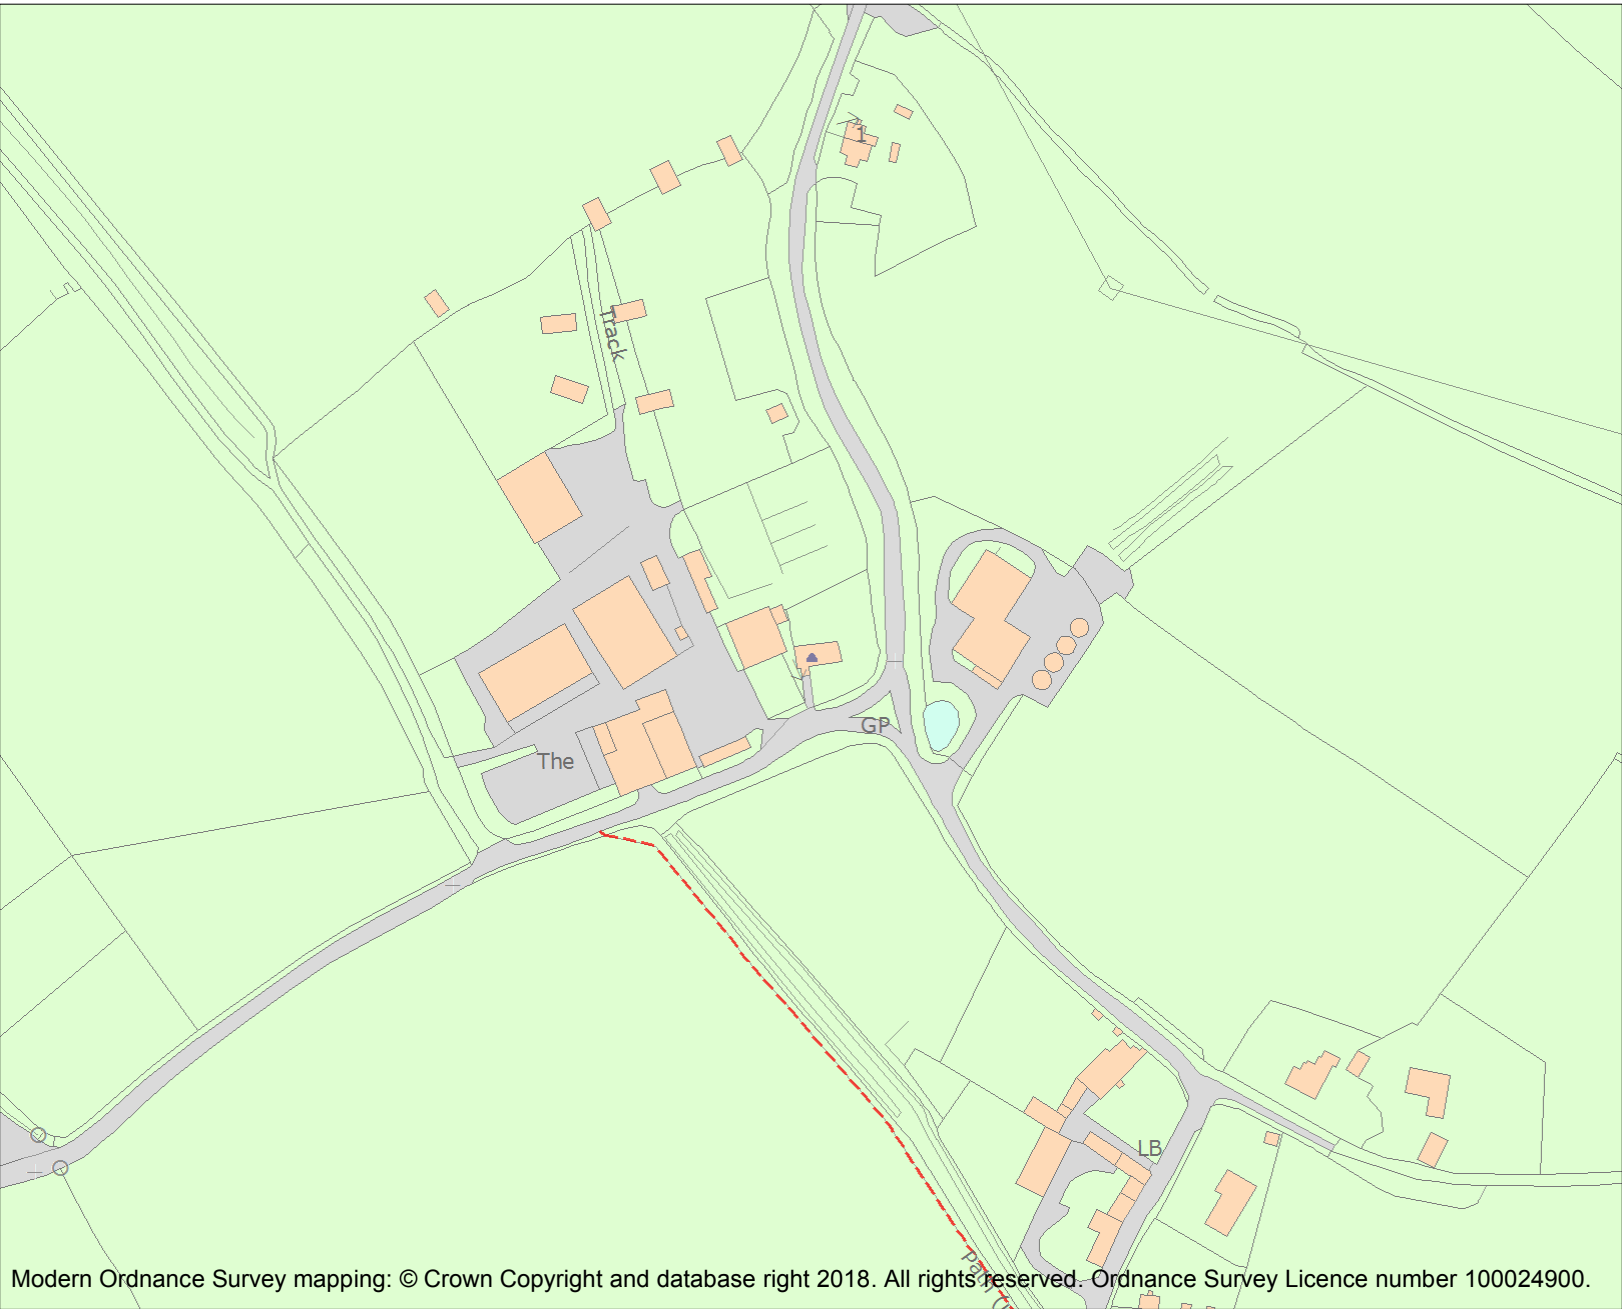 1
Track
GP
The
LB
Path (
Modern Ordnance Survey mapping: © Crown Copyright and database right 2018. All rights reserved. Ordnance Survey Licence number 100024900.